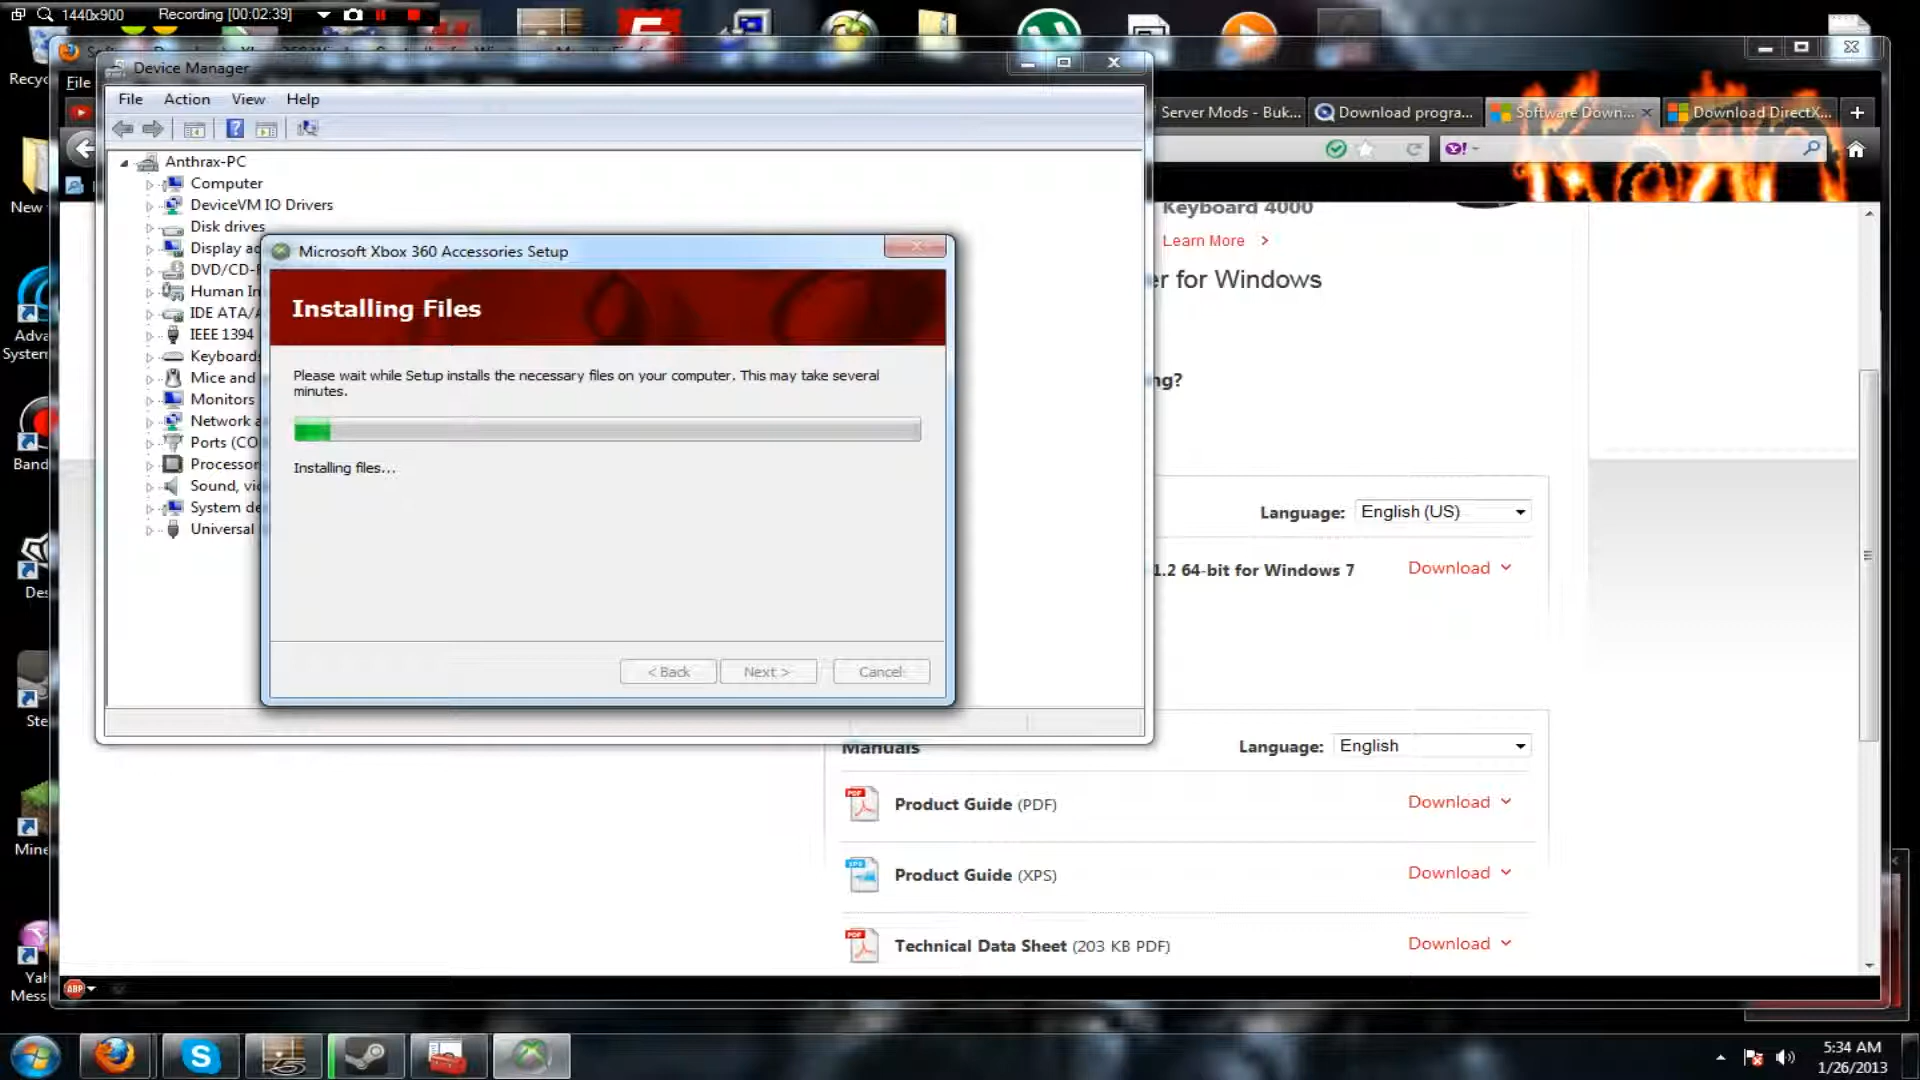 1440x900
Recording [00:02:39]
Recyc
File
Device Manager
File Action View Help
Server Mods - Buk...
Download progra...
Software Down...
Download DirectX...
New
Anthrax-PC
Computer
DeviceVM IO Drivers
Disk drives
Display ad
DVD/CD-R
Human In
IDE ATA/A
IEEE 1394
Keyboards
Mice and
Monitors
Network a
Ports (CO
Processor
Sound, vid
System de
Universal
Microsoft Xbox 360 Accessories Setup
Installing Files
Please wait while Setup installs the necessary files on your computer. This may take several
minutes.
Installing files...
< Back
Next >
Cancel
Keyboard 4000
Learn More >
er for Windows
ng?
Language: English (US)
1.2 64-bit for Windows 7
Download
Manuals
Language: English
Product Guide (PDF)
Download
Product Guide (XPS)
Download
Technical Data Sheet (203 KB PDF)
Download
Adva
System
Band
Des
Ste
Mine
Yah
Mess
ABP
5:34 AM
1/26/2013